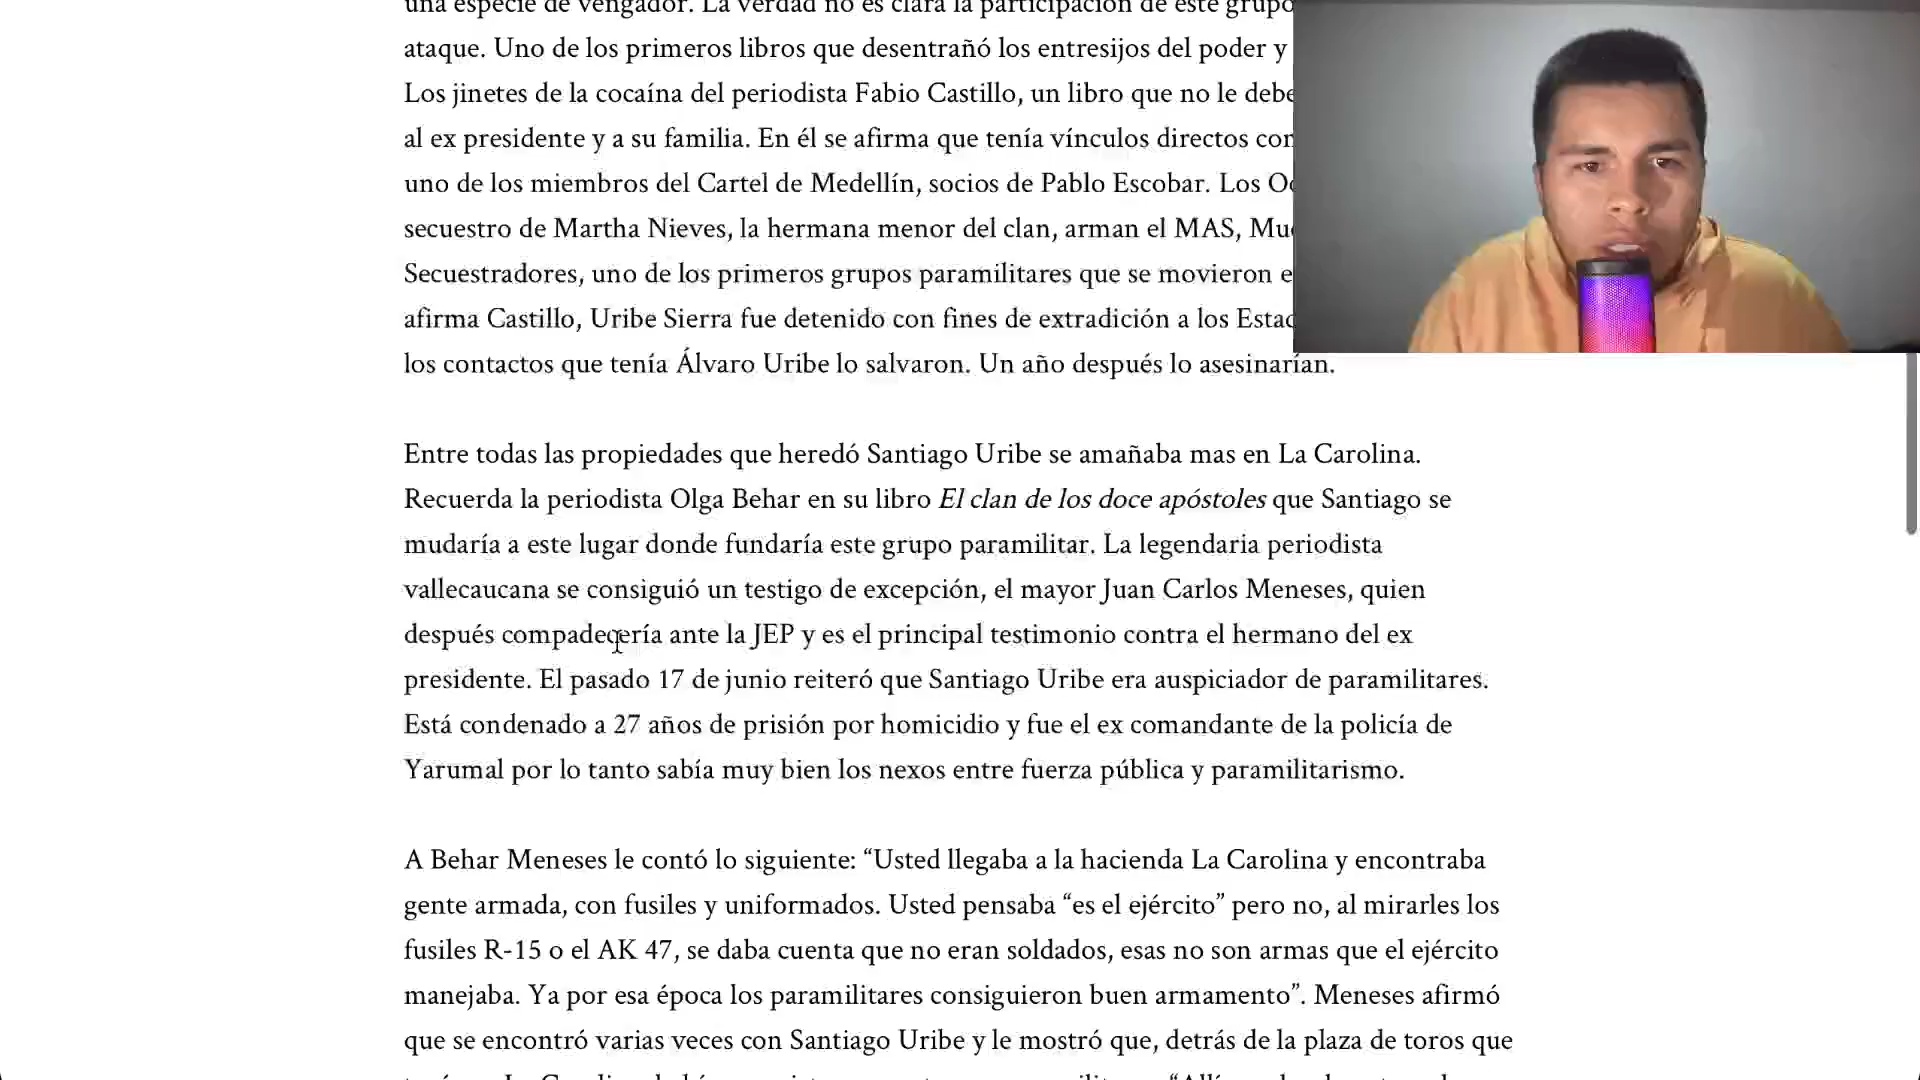 una especie de vengador. La verdad no es clara la participación de este grupo
ataque. Uno de los primeros libros que desentrañó los entresijos del poder y
Los jinetes de la cocaína del periodista Fabio Castillo, un libro que no le debe
al ex presidente y a su familia. En él se afirma que tenía vínculos directos con
uno de los miembros del Cartel de Medellín, socios de Pablo Escobar. Los
secuestro de Martha Nieves, la hermana menor del clan, arman el MAS,
Secuestradores, uno de los primeros grupos paramilitares que se movieron
afirma Castillo, Uribe Sierra fue detenido con fines de extradición a los
los contactos que tenía Álvaro Uribe lo salvaron. Un año después lo asesinarían.
Entre todas las propiedades que heredó Santiago Uribe se amañaba mas en La Carolina.
Recuerda la periodista Olga Behar en su libro El clan de los doce apóstoles que Santiago se
mudaría a este lugar donde fundaría este grupo paramilitar. La legendaria periodista
vallecaucana se consiguió un testigo de excepción, el mayor Juan Carlos Meneses, quien
después compadecería ante la JEP y es el principal testimonio contra el hermano del ex
presidente. El pasado 17 de junio reiteró que Santiago Uribe era auspiciador de paramilitares.
Está condenado a 27 años de prisión por homicidio y fue el ex comandante de la policía de
Yarumal por lo tanto sabía muy bien los nexos entre fuerza pública y paramilitarismo.
A Behar Meneses le contó lo siguiente: “Usted llegaba a la hacienda La Carolina y encontraba
gente armada, con fusiles y uniformados. Usted pensaba “es el ejército” pero no, al mirarles los
fusiles R-15 o el AK 47, se daba cuenta que no eran soldados, esas no son armas que el ejército
manejaba. Ya por esa época los paramilitares consiguieron buen armamento”. Meneses afirmó
que se encontró varias veces con Santiago Uribe y le mostró que, detrás de la plaza de toros que